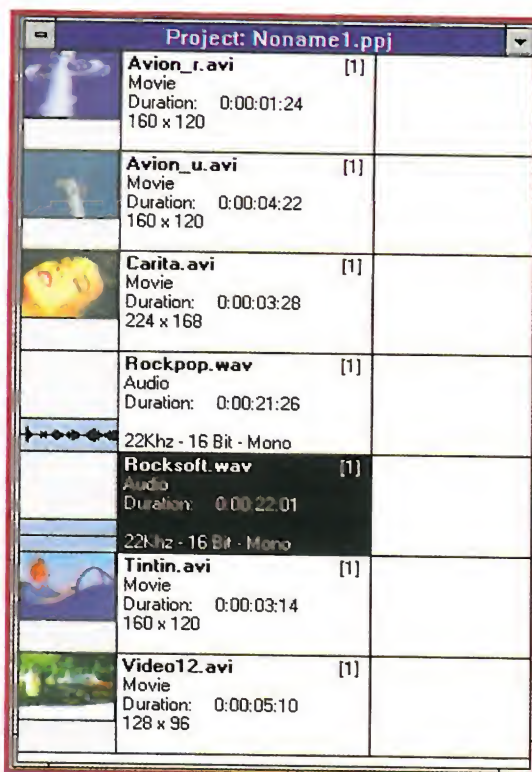 Project: Noname1.ppj
Avion_r.avi [1]
Movie
Duration: 0:00:01:24
160 x 120
Avion_u.avi [1]
Movie
Duration: 0:00:04:22
160 x 120
Carita.avi [1]
Movie
Duration: 0:00:03:28
224 x 168
Rockpop.wav [1]
Audio
Duration: 0:00:21:26
22Khz - 16 Bit - Mono
Rocksoft.wav [1]
Audio
Duration: 0:00:22:01
22Khz - 16 Bit - Mono
Tintin.avi [1]
Movie
Duration: 0:00:03:14
160 x 120
Video12.avi [1]
Movie
Duration: 0:00:05:10
128 x 96